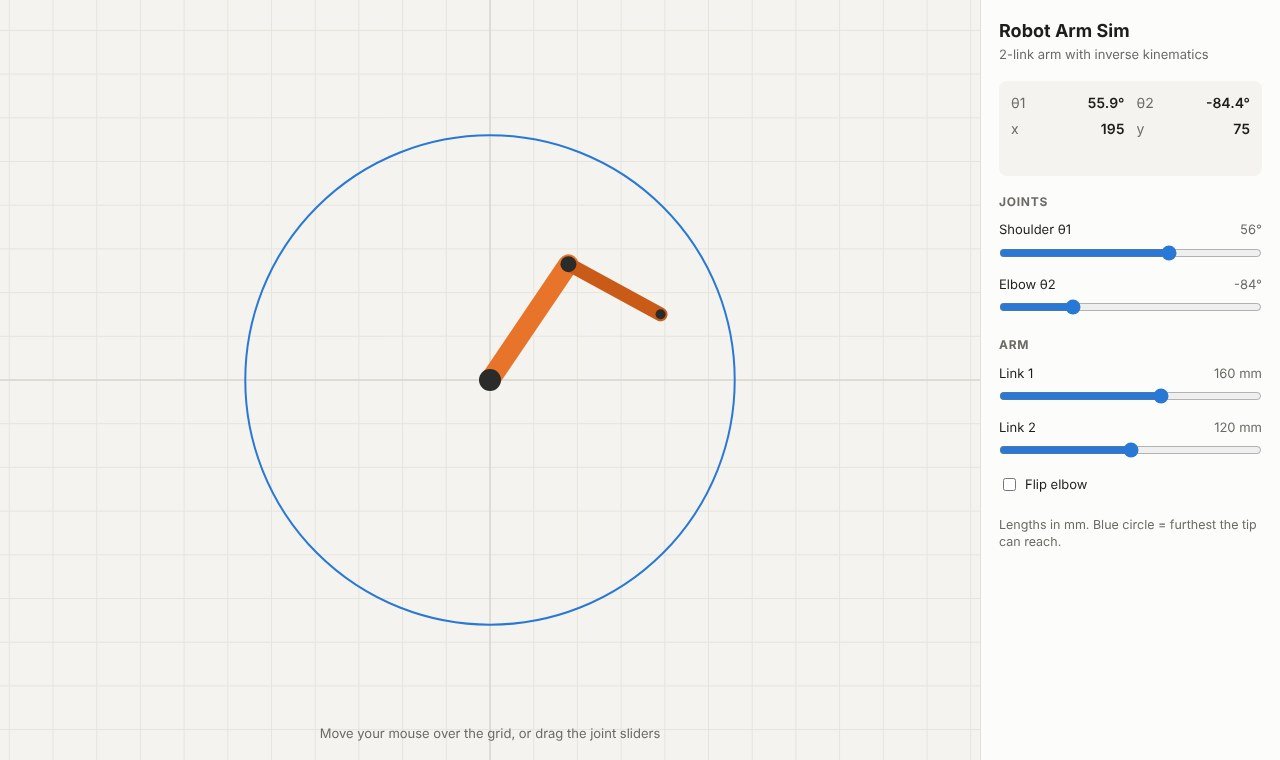 Robot Arm Sim
2-link arm with inverse kinematics
θ1 55.9° θ2 -84.4°
x 195 y 75
JOINTS
Shoulder θ1 56°
Elbow θ2 -84°
ARM
Link 1 160 mm
Link 2 120 mm
Flip elbow
Lengths in mm. Blue circle = furthest the tip
can reach.
Move your mouse over the grid, or drag the joint sliders